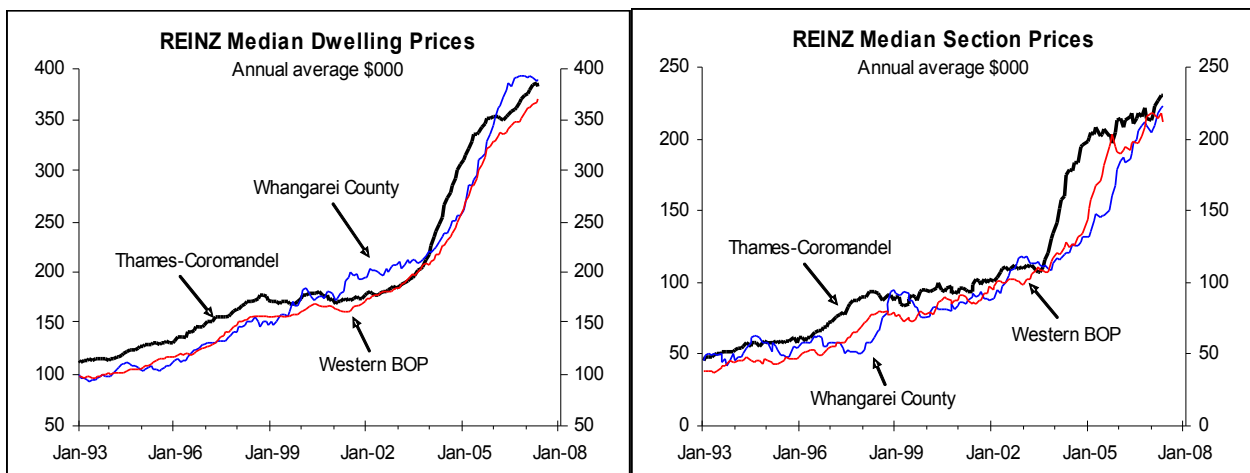 REINZ Median Dwelling Prices
Annual average $000
400
350
300
250
200
150
100
50
400
350
300
250
200
150
100
50
Whangarei County
Thames-Coromandel
Western BOP
Jan-93
Jan-96
Jan-99
Jan-02
Jan-05
Jan-08
REINZ Median Section Prices
Annual average $000
250
200
150
100
50
0
250
200
150
100
50
0
Thames-Coromandel
Western BOP
Whangarei County
Jan-93
Jan-96
Jan-99
Jan-02
Jan-05
Jan-08